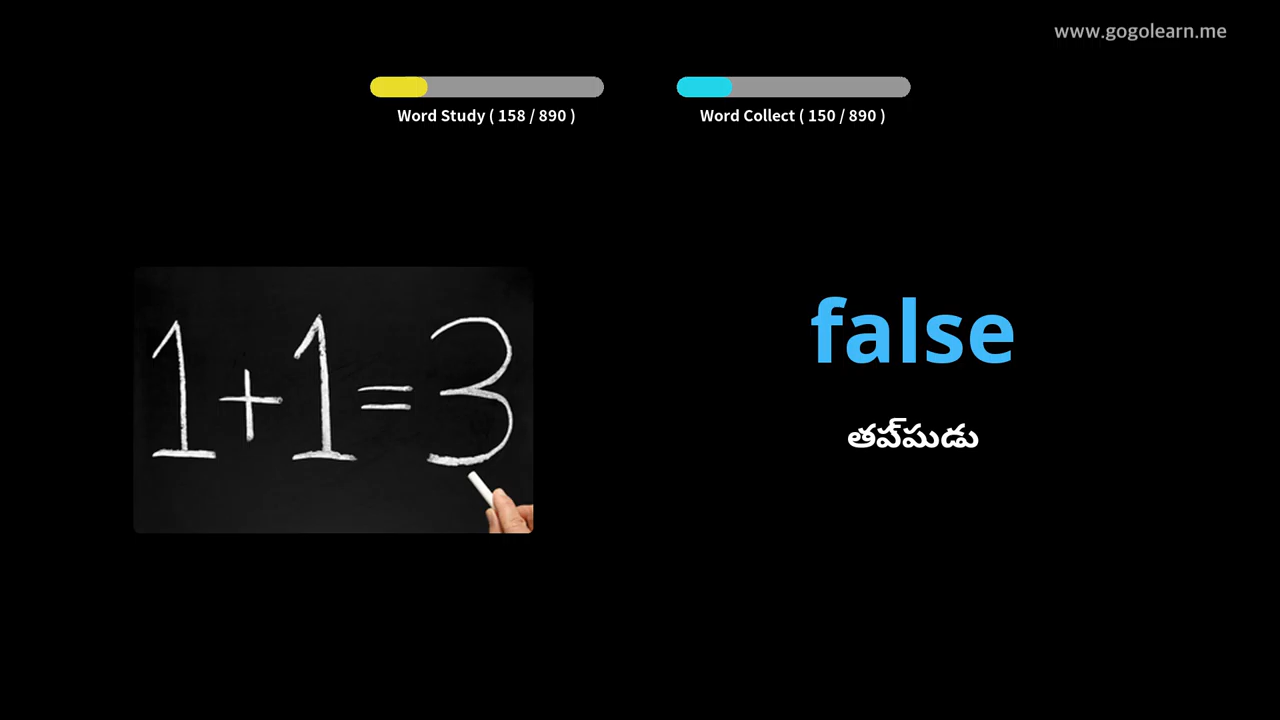 www.gogolearn.me
Word Study ( 158 / 890 )
Word Collect ( 150 / 890 )
1+1=3
false
తప్పుడు